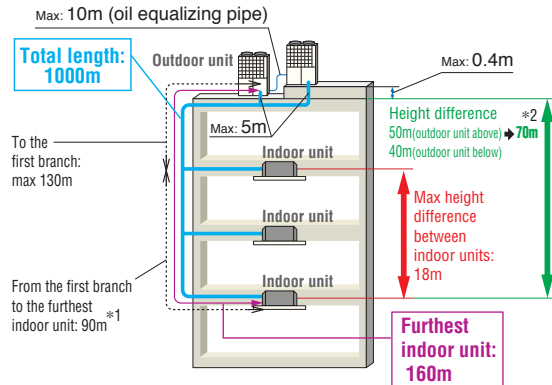 Max: 10m (oil equalizing pipe)
Total length:
1000m
Outdoor unit
Max: 0.4m
Max: 5m
Height difference
50m(outdoor unit above) ➡ 70m *2
40m(outdoor unit below)
To the
first branch:
max 130m
Indoor unit
Max height
difference
between
indoor units:
18m
Indoor unit
From the first branch
to the furthest
indoor unit: 90m *1
Indoor unit
Furthest
indoor unit:
160m